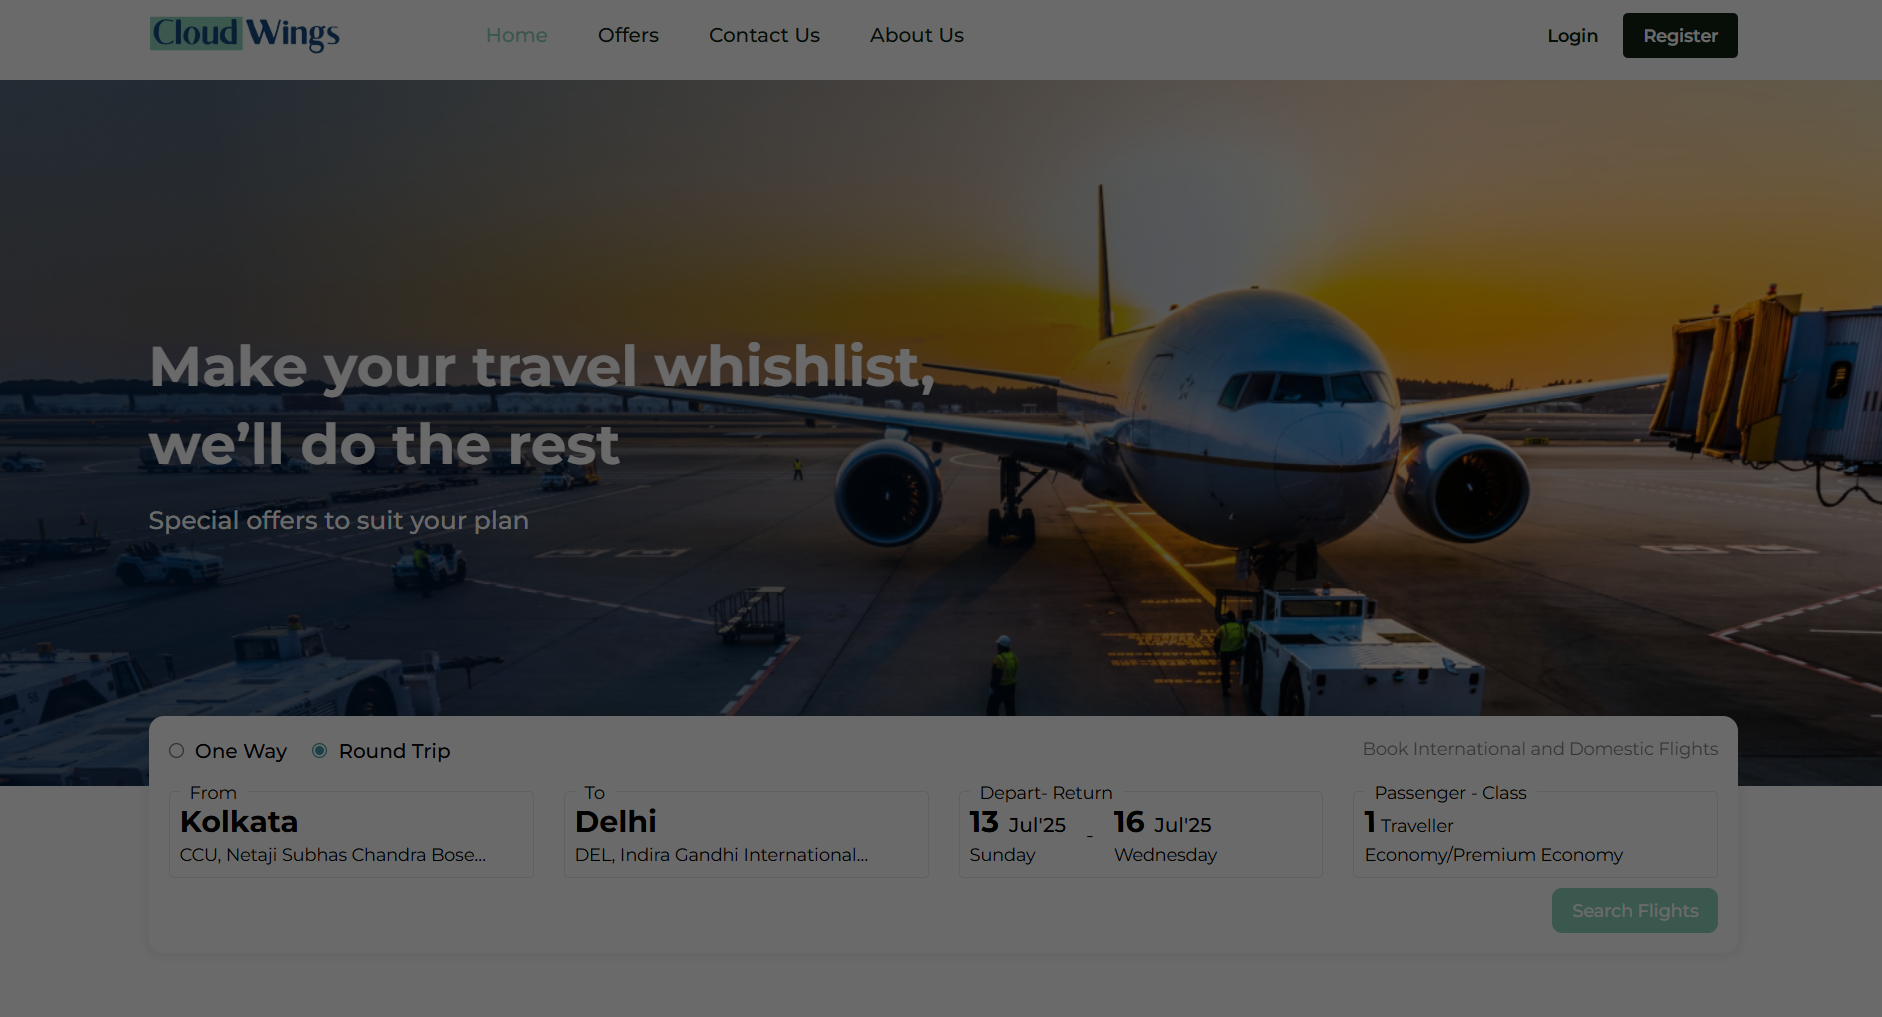 Cloud Wings
Home Offers Contact Us About Us Login Register
Make your travel whishlist,
we’ll do the rest
Special offers to suit your plan
One Way Round Trip Book International and Domestic Flights
From To Depart- Return Passenger - Class
Kolkata Delhi 13 Jul'25 - 16 Jul'25 1 Traveller
CCU, Netaji Subhas Chandra Bose... DEL, Indira Gandhi International... Sunday Wednesday Economy/Premium Economy
Search Flights